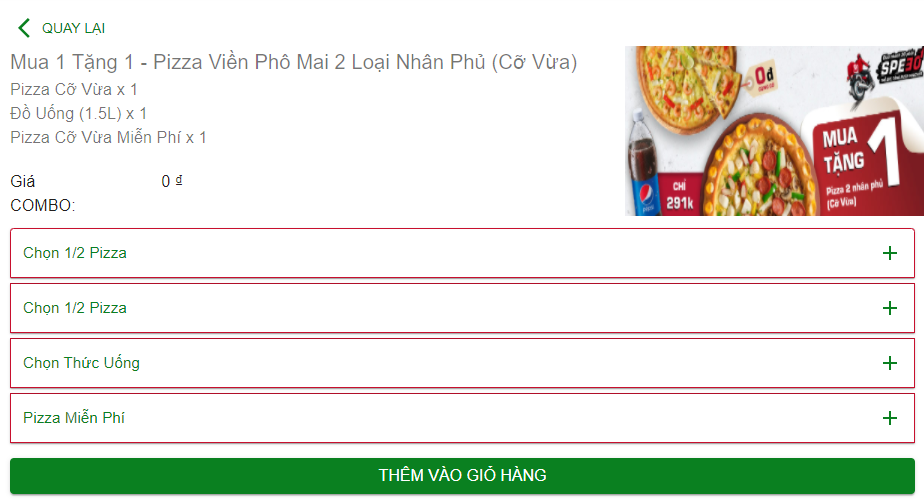 QUAY LẠI
Mua 1 Tặng 1 - Pizza Viền Phô Mai 2 Loại Nhân Phủ (Cỡ Vừa)
Pizza Cỡ Vừa x 1
Đồ Uống (1.5L) x 1
Pizza Cỡ Vừa Miễn Phí x 1
Giá 0 ₫
COMBO:
0đ
SPE30
MUA 1
TẶNG 1
CHỈ
291k
Pizza 2 nhân phủ
(Cỡ Vừa)
pepsi
Chọn 1/2 Pizza
Chọn 1/2 Pizza
Chọn Thức Uống
Pizza Miễn Phí
THÊM VÀO GIỎ HÀNG